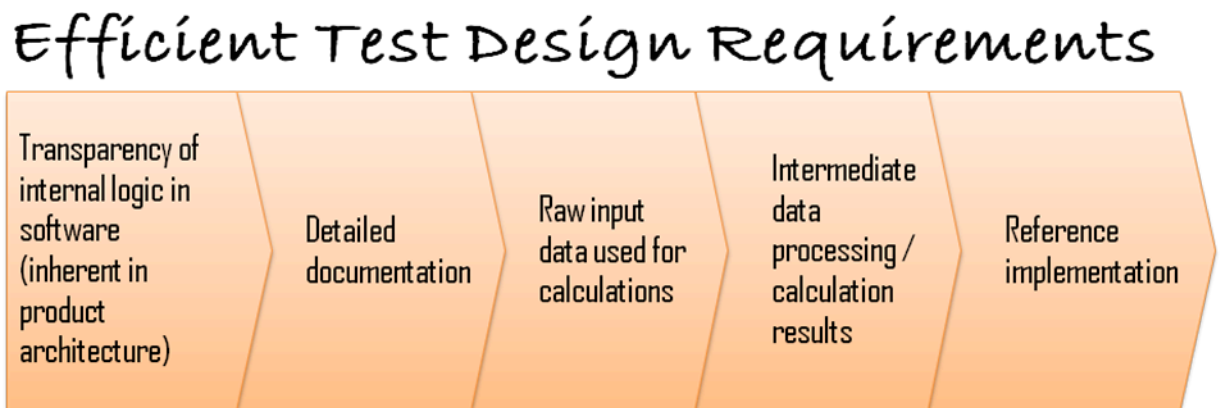 Efficient Test Design Requirements
Transparency of
internal logic in
software
(inherent in
product
architecture)
Detailed
documentation
Raw input
data used for
calculations
Intermediate
data
processing /
calculation
results
Reference
implementation